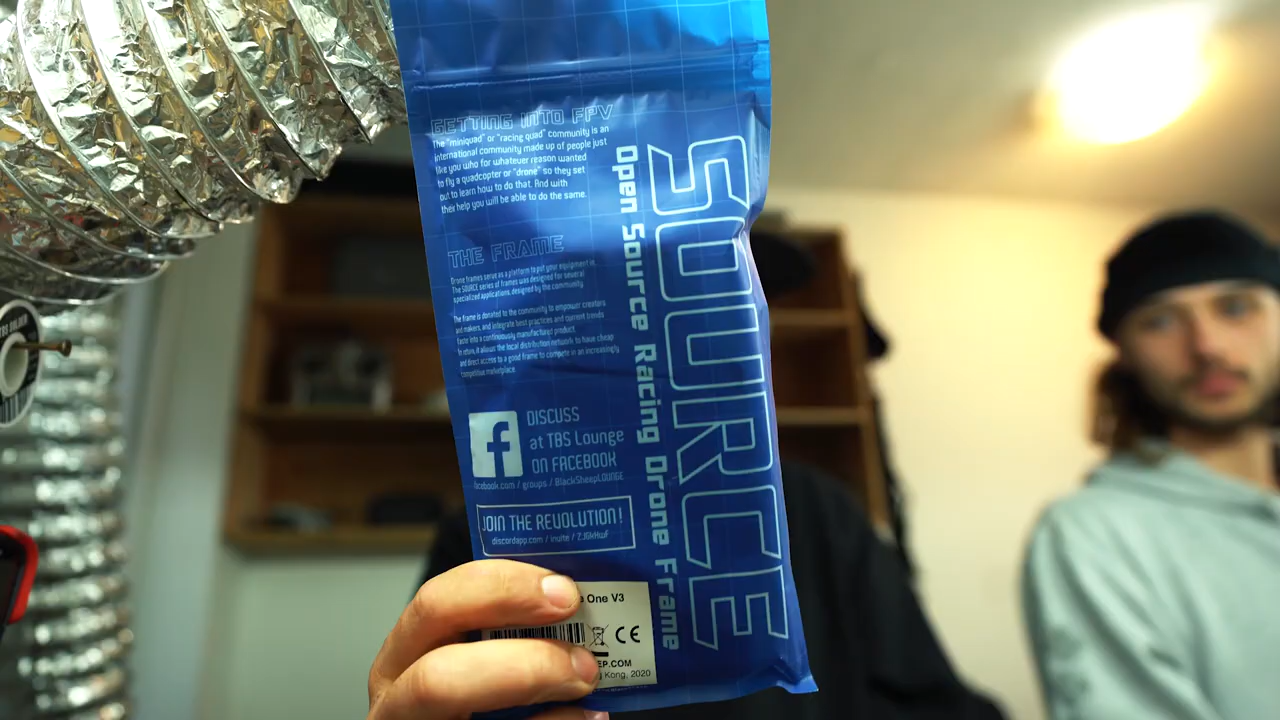 GETTING INTO FPV
The "miniquad" or "racing quad" community is an
international community made up of people just
like you who for whatever reason wanted
to fly a quadcopter or "drone" so they set
out to learn how to do that. And with
their help you will be able to do the same.
THE FRAME
Drone frames serve as a platform to put your equipment in.
The SOURCE series of frames was designed for several
specialized applications, designed by the community.
The frame is donated to the community to empower creators
and makers, and integrate best practices and current trends
faste into a continuously manufactured product.
In return, it allows the local distribution network to have cheap
and direct access to a good frame to compete in an increasingly
competitive marketplace.
f
DISCUSS
at TBS Lounge
ON FACEBOOK
facebook.com / groups / BlackSheepLOUNGE
JOIN THE REVOLUTION!
discordapp.com / invite /
SOURCE
Open Source Racing Drone Frame
e One V3
CE
EP.COM
Kong, 2020